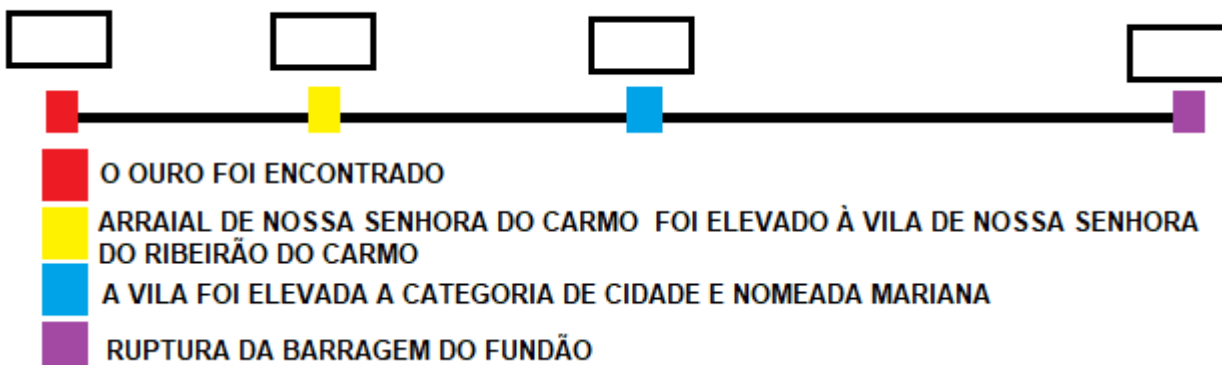 O OURO FOI ENCONTRADO
ARRAIAL DE NOSSA SENHORA DO CARMO FOI ELEVADO À VILA DE NOSSA SENHORA
DO RIBEIRÃO DO CARMO
A VILA FOI ELEVADA A CATEGORIA DE CIDADE E NOMEADA MARIANA
RUPTURA DA BARRAGEM DO FUNDÃO